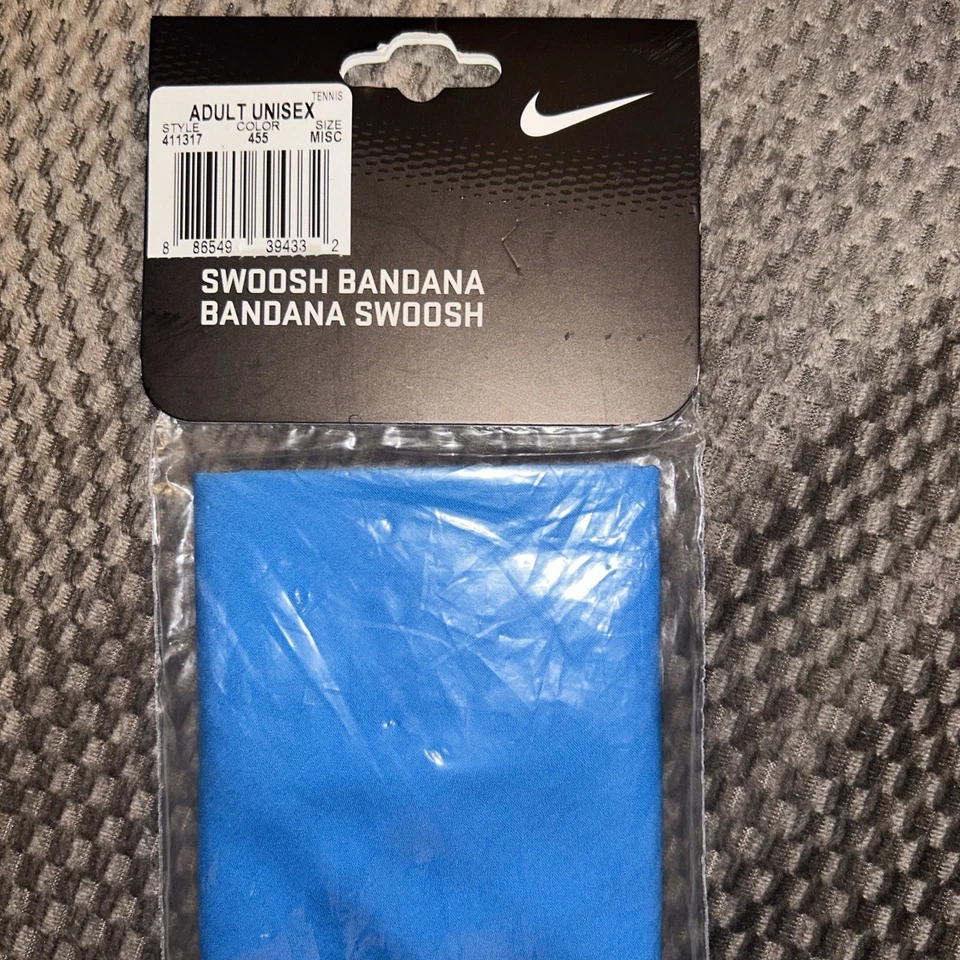 TENNIS
ADULT UNISEX
STYLE COLOR SIZE
411317 455 MISC
8 86549 39433 2
SWOOSH BANDANA
BANDANA SWOOSH